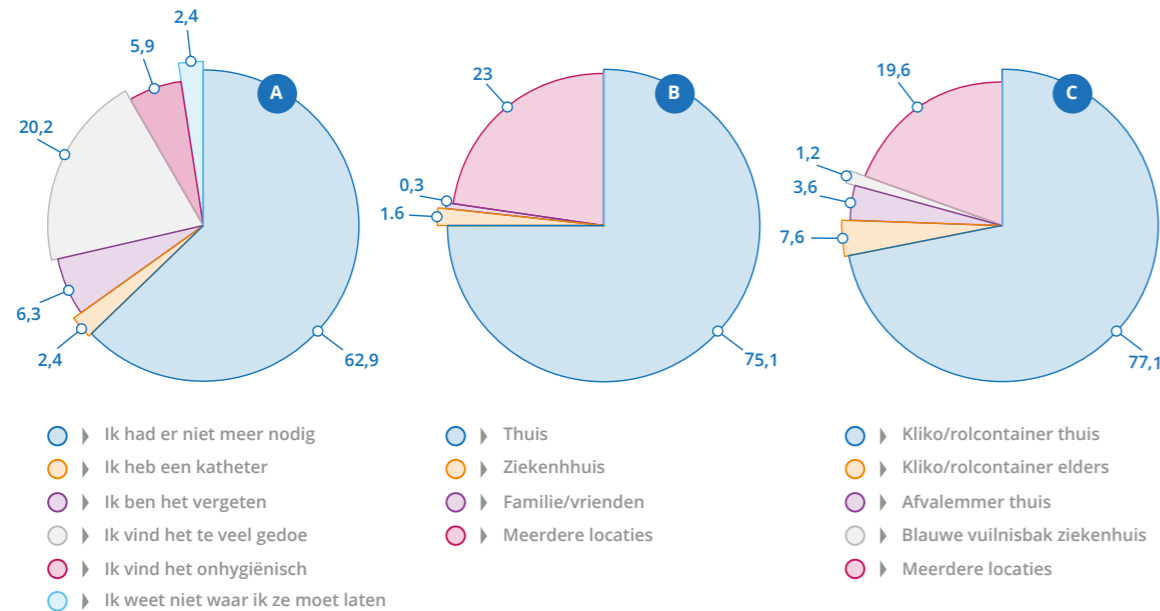 A
2,4
5,9
20,2
6,3
2,4
62,9
Ik had er niet meer nodig
Ik heb een katheter
Ik ben het vergeten
Ik vind het te veel gedoe
Ik vind het onhygiënisch
Ik weet niet waar ik ze moet laten
B
23
0,3
1.6
75,1
Thuis
Ziekenhhuis
Familie/vrienden
Meerdere locaties
C
19,6
1,2
3,6
7,6
77,1
Kliko/rolcontainer thuis
Kliko/rolcontainer elders
Afvalemmer thuis
Blauwe vuilnisbak ziekenhuis
Meerdere locaties